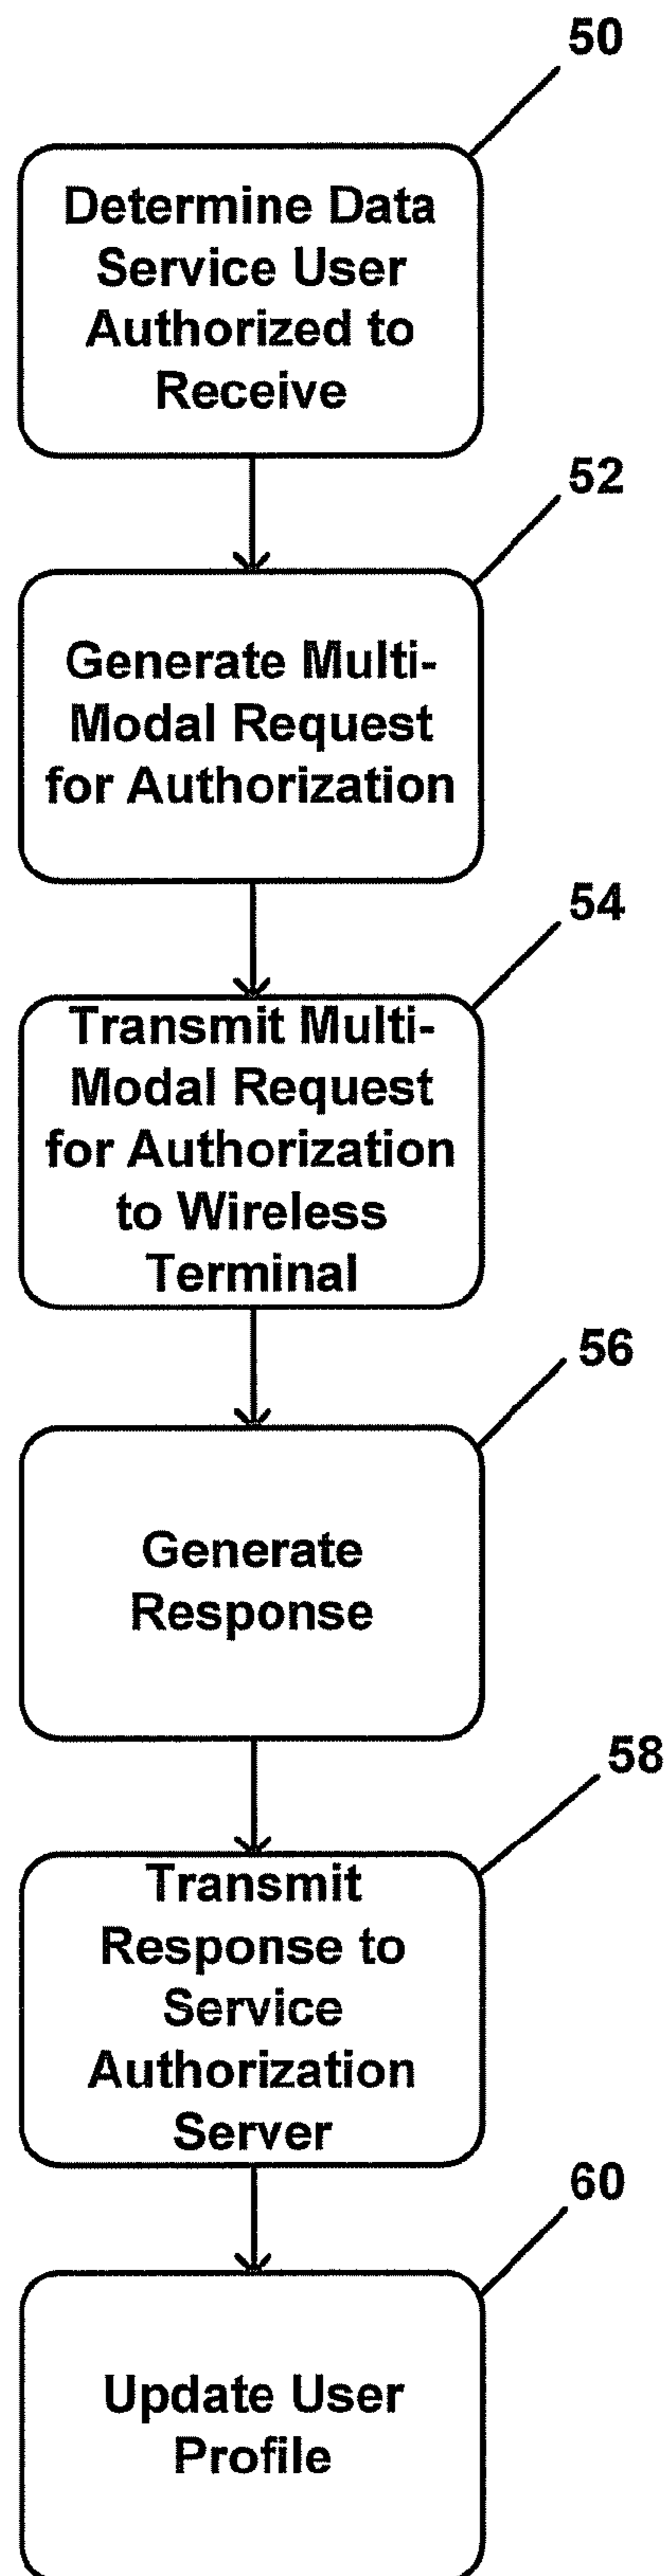 50
Determine Data
Service User
Authorized to
Receive
52
Generate Multi-
Modal Request
for Authorization
54
Transmit Multi-
Modal Request
for Authorization
to Wireless
Terminal
56
Generate
Response
58
Transmit
Response to
Service
Authorization
Server
60
Update User
Profile